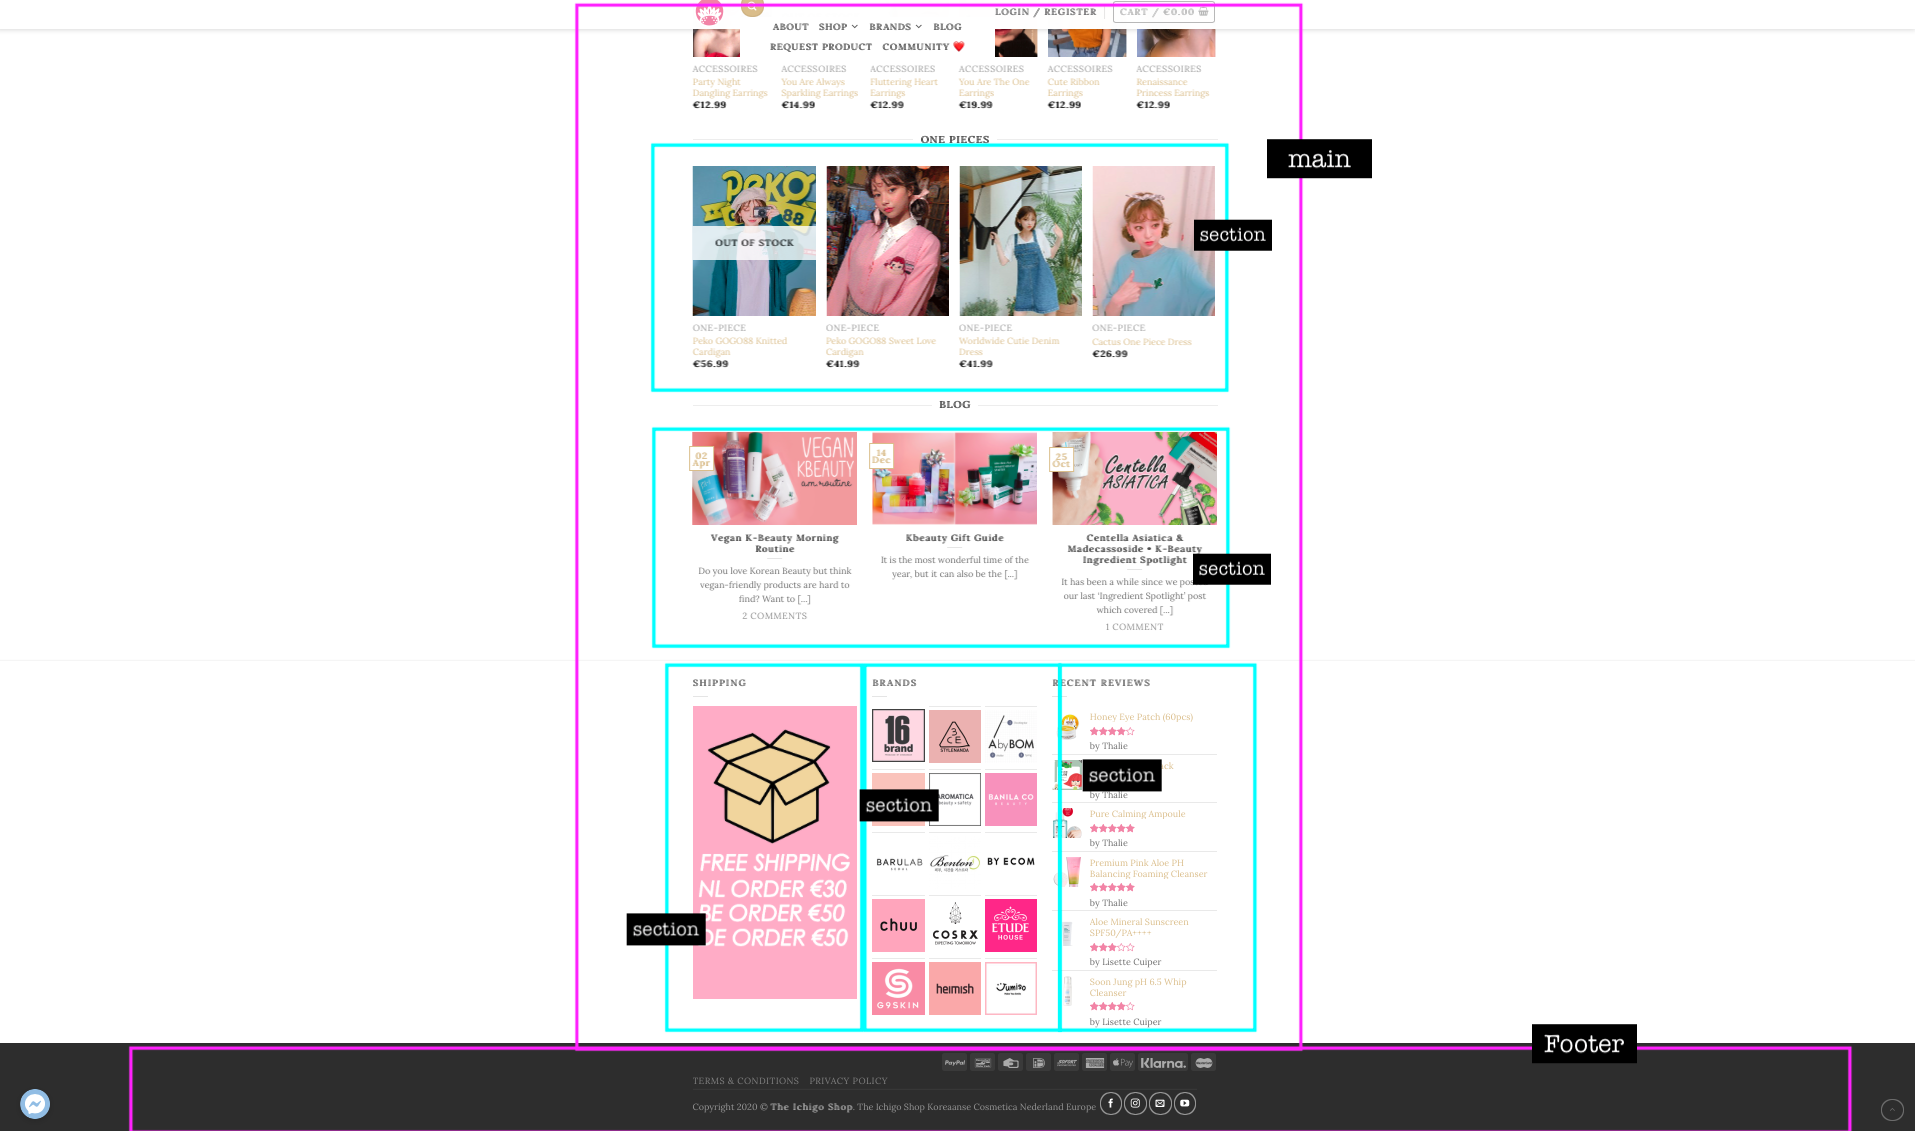 LOGIN / REGISTER
CART / €0.00
ABOUT SHOP BRANDS BLOG
REQUEST PRODUCT COMMUNITY ❤️
ACCESSOIRES
Party Night
Dangling Earrings
€12.99
ACCESSOIRES
You Are Always
Sparkling Earrings
€14.99
ACCESSOIRES
Fluttering Heart
Earrings
€12.99
ACCESSOIRES
You Are The One
Earrings
€19.99
ACCESSOIRES
Cute Ribbon
Earrings
€12.99
ACCESSOIRES
Renaissance
Princess Earrings
€12.99
ONE PIECES
main
PEKO
OUT OF STOCK
section
ONE-PIECE
Peko GOGO88 Knitted
Cardigan
€56.99
ONE-PIECE
Peko GOGO88 Sweet Love
Cardigan
€41.99
ONE-PIECE
Worldwide Cutie Denim
Dress
€41.99
ONE-PIECE
Cactus One Piece Dress
€26.99
BLOG
02
Apr
VEGAN
KBEAUTY
am routine
14
Dec
25
Oct
Centella
ASIATICA
Vegan K-Beauty Morning
Routine
Do you love Korean Beauty but think
vegan-friendly products are hard to
find? Want to [...]
2 COMMENTS
Kbeauty Gift Guide
It is the most wonderful time of the
year, but it can also be the [...]
Centella Asiatica &
Madecassoside • K-Beauty
Ingredient Spotlight
section
It has been a while since we
our last 'Ingredient Spotlight' post
which covered [...]
1 COMMENT
SHIPPING
FREE SHIPPING
NL ORDER €30
BE ORDER €50
DE ORDER €50
section
BRANDS
16
brand
3CE
STYLENANDA
AbyBOM
section
AROMATICA
beauty + safety
BANILA CO
BEAUTY
BARULAB
Benton
BY ECOM
chuu
COSRX
EXPECTING TOMORROW
ETUDE
HOUSE
G9SKIN
heimish
Jumiso
RECENT REVIEWS
Honey Eye Patch (60pcs)
by Thalie
section
by Thalie
Pure Calming Ampoule
by Thalie
Premium Pink Aloe PH
Balancing Foaming Cleanser
by Thalie
Aloe Mineral Sunscreen
SPF50/PA++++
by Lisette Cuiper
Soon Jung pH 6.5 Whip
Cleanser
by Lisette Cuiper
Footer
PayPal
SOFORT
Pay
Klarna.
TERMS & CONDITIONS PRIVACY POLICY
Copyright 2020 © The Ichigo Shop. The Ichigo Shop Koreaanse Cosmetica Nederland Europe